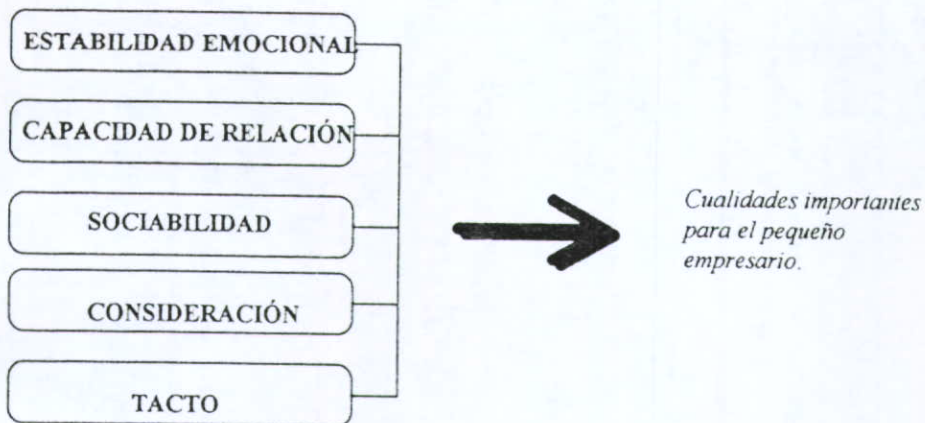 ESTABILIDAD EMOCIONAL
CAPACIDAD DE RELACIÓN
SOCIABILIDAD
CONSIDERACIÓN
TACTO
Cualidades importantes
para el pequeño
empresario.